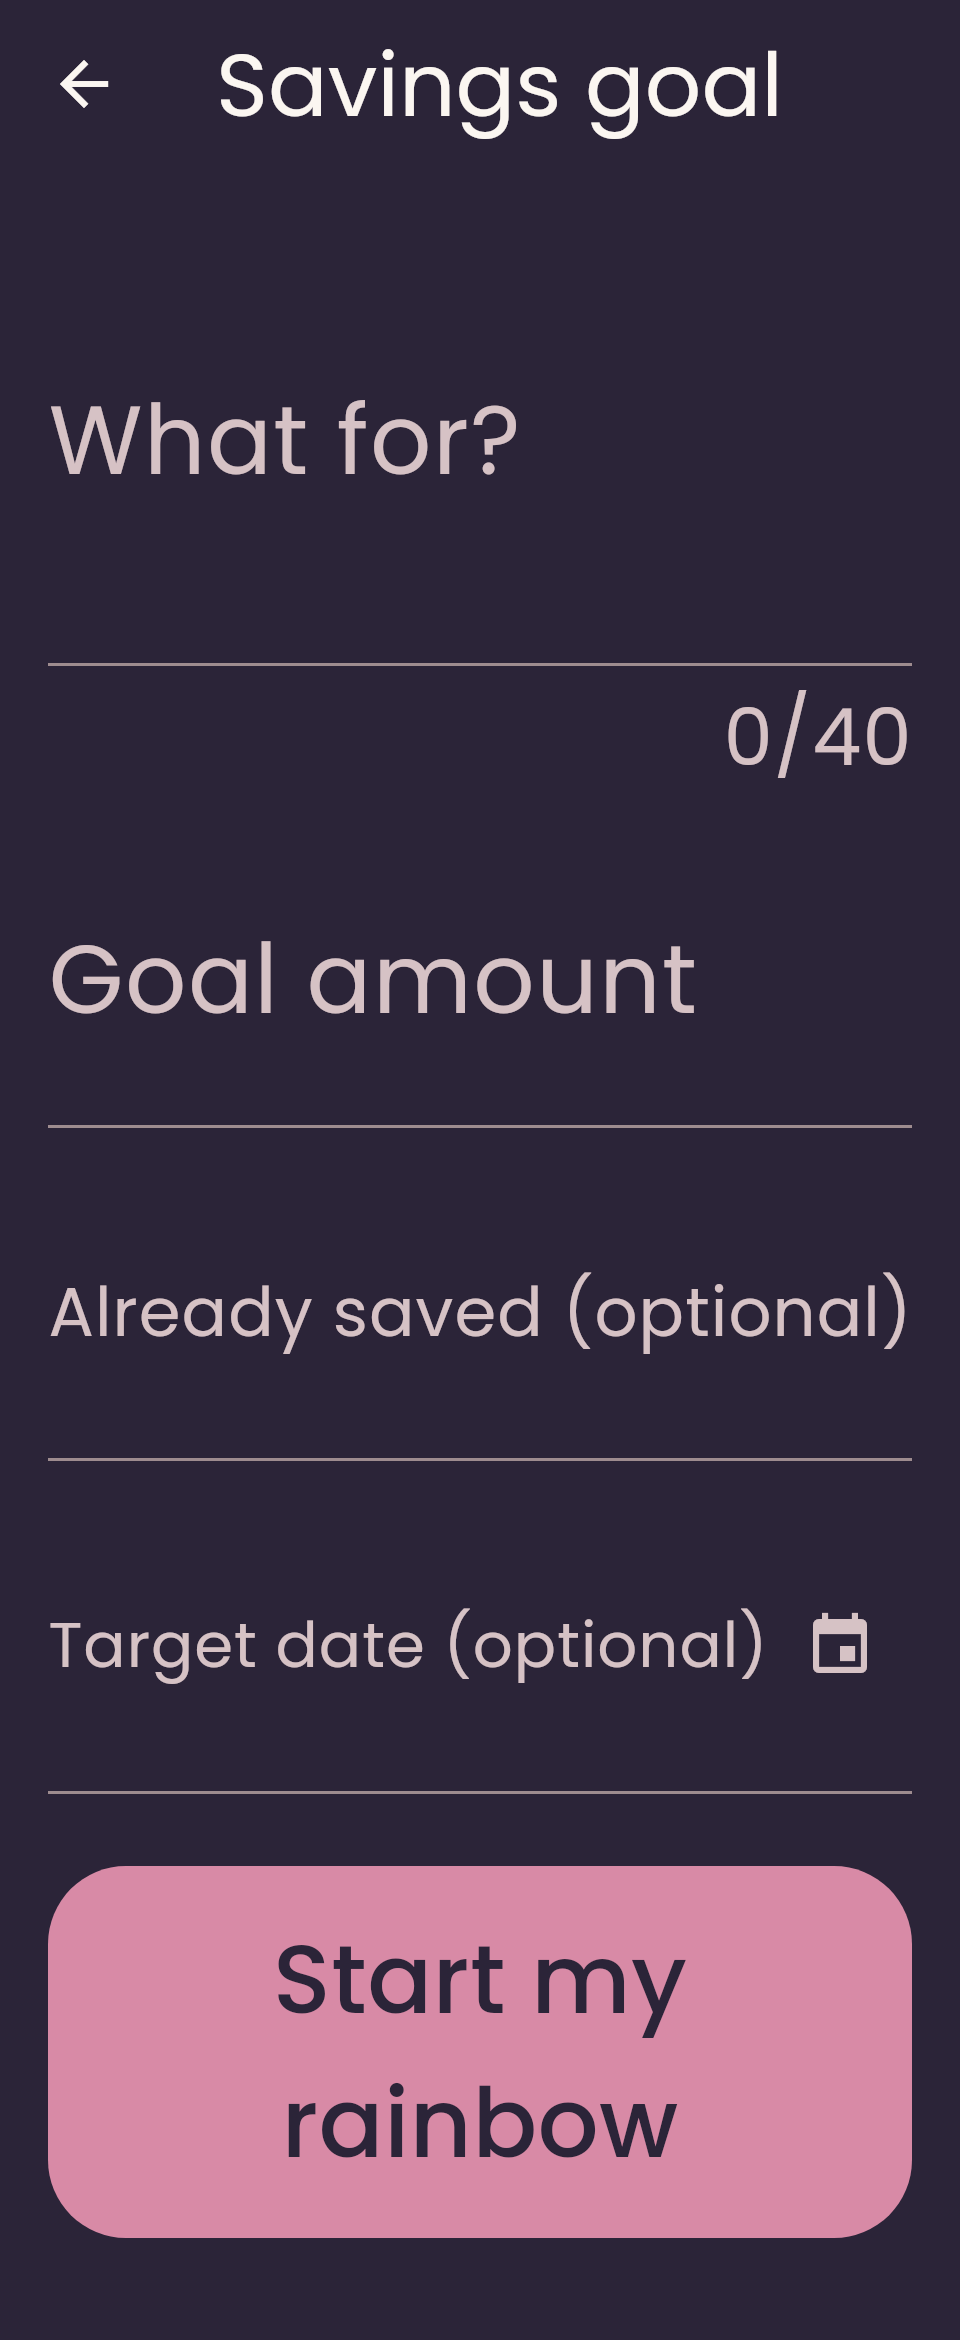 Savings goal
What for?
0/40
Goal amount
Already saved (optional)
Target date (optional)
Start my
rainbow